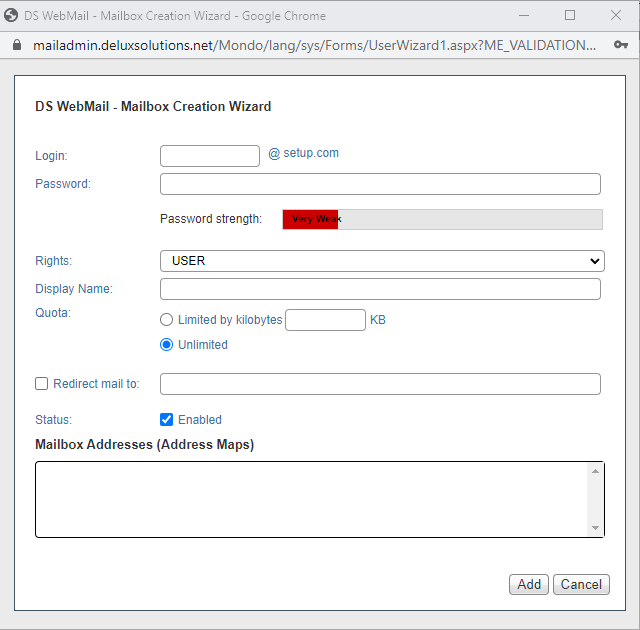 DS WebMail - Mailbox Creation Wizard - Google Chrome
mailadmin.deluxsolutions.net/Mondo/lang/sys/Forms/UserWizard1.aspx?ME_VALIDATION...
DS WebMail - Mailbox Creation Wizard
Login: @ setup.com
Password:
Password strength: Very Weak
Rights: USER
Display Name:
Quota: Limited by kilobytes KB
Unlimited
Redirect mail to:
Status: Enabled
Mailbox Addresses (Address Maps)
Add Cancel